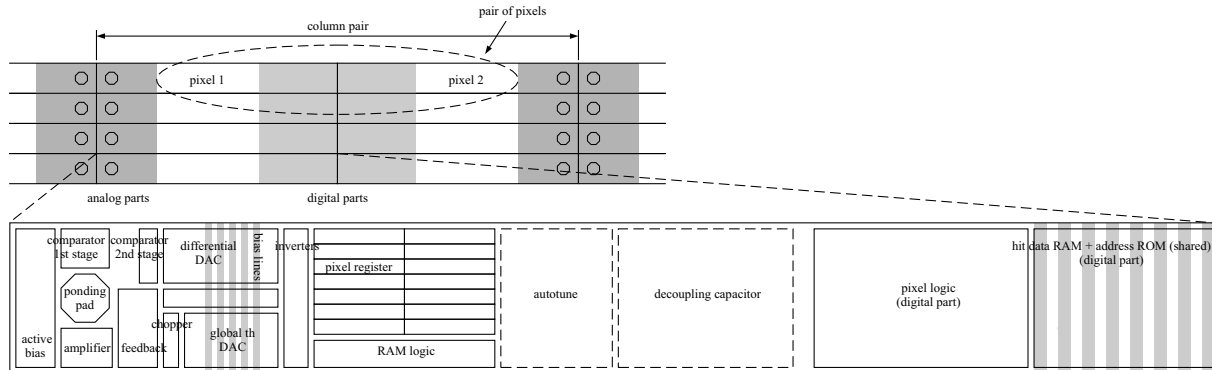 pair of pixels
column pair
pixel 1
pixel 2
analog parts
digital parts
comparator
1st stage
comparator
2nd stage
differential
DAC
bias lines
inverters
pixel register
hit data RAM + address ROM (shared)
(digital part)
ponding
pad
autotune
decoupling capacitor
pixel logic
(digital part)
active
bias
amplifier
feedback
chopper
global th
DAC
RAM logic